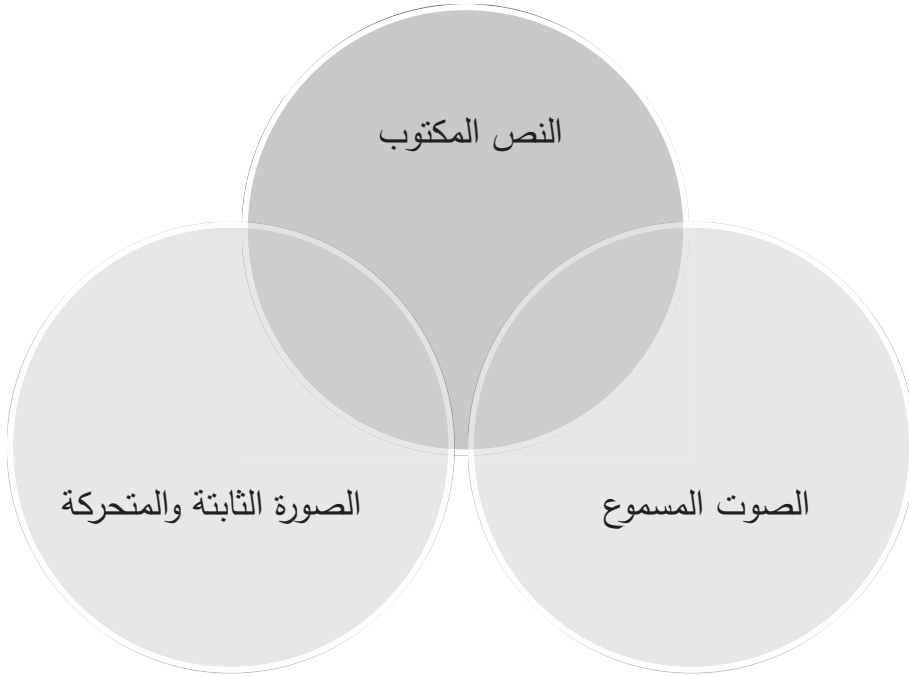 النص المكتوب
الصوت المسموع
الصورة الثابتة والمتحركة